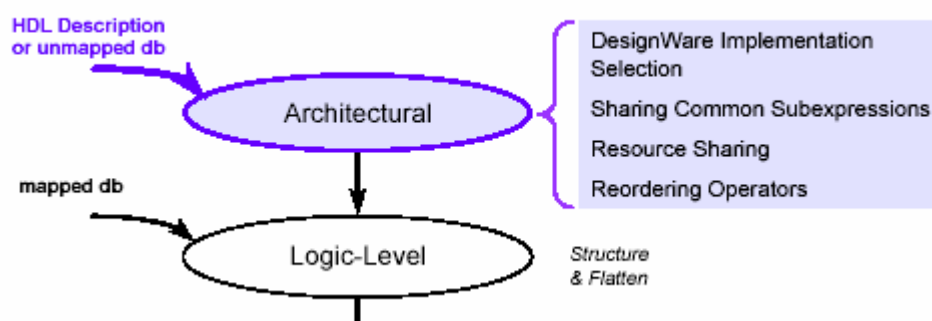 HDL Description
or unmapped db
DesignWare Implementation
Selection
Architectural
Sharing Common Subexpressions
Resource Sharing
Reordering Operators
mapped db
Logic-Level
Structure
& Flatten